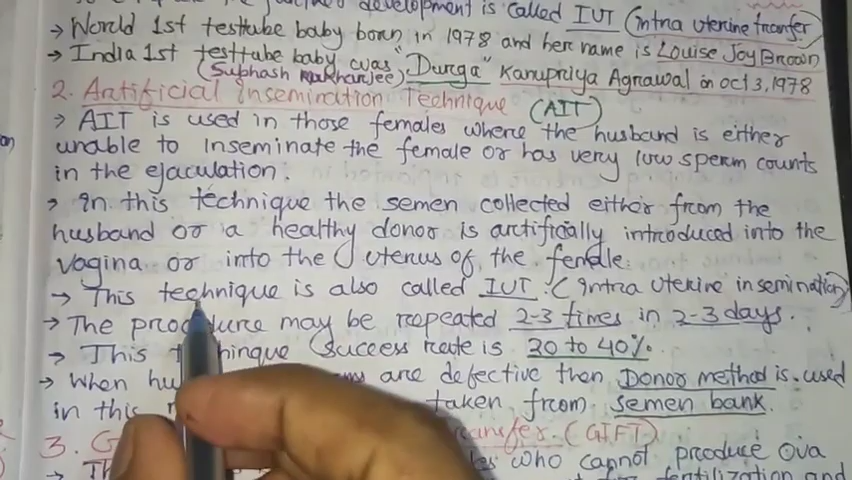 development is called IUT (intra uterine transfer)
→ World 1st testtube baby born in 1978 and her name is Louise Joy Brown
→ India 1st testtube baby was "Durga" Kanupriya Agrawal in oct 3, 1978
(Subhash Mukharjee)
2. Artificial insemination Technique (AIT)
→ AIT is used in those females where the husband is either
unable to inseminate the female or has very low sperm counts
in the ejaculation.
→ In this technique the semen collected either from the
husband or a healthy donor is artificially introduced into the
vagina or into the uterus of the female.
→ This technique is also called IUT. (Intra Uterine insemination)
→ The procedure may be repeated 2-3 times in 2-3 days.
→ This technique success rate is 30 to 40%.
→ When are defective then Donor method is used
in this taken from semen bank.
3. G transfer. (GIFT)
→ who cannot produce ova
fertilization and